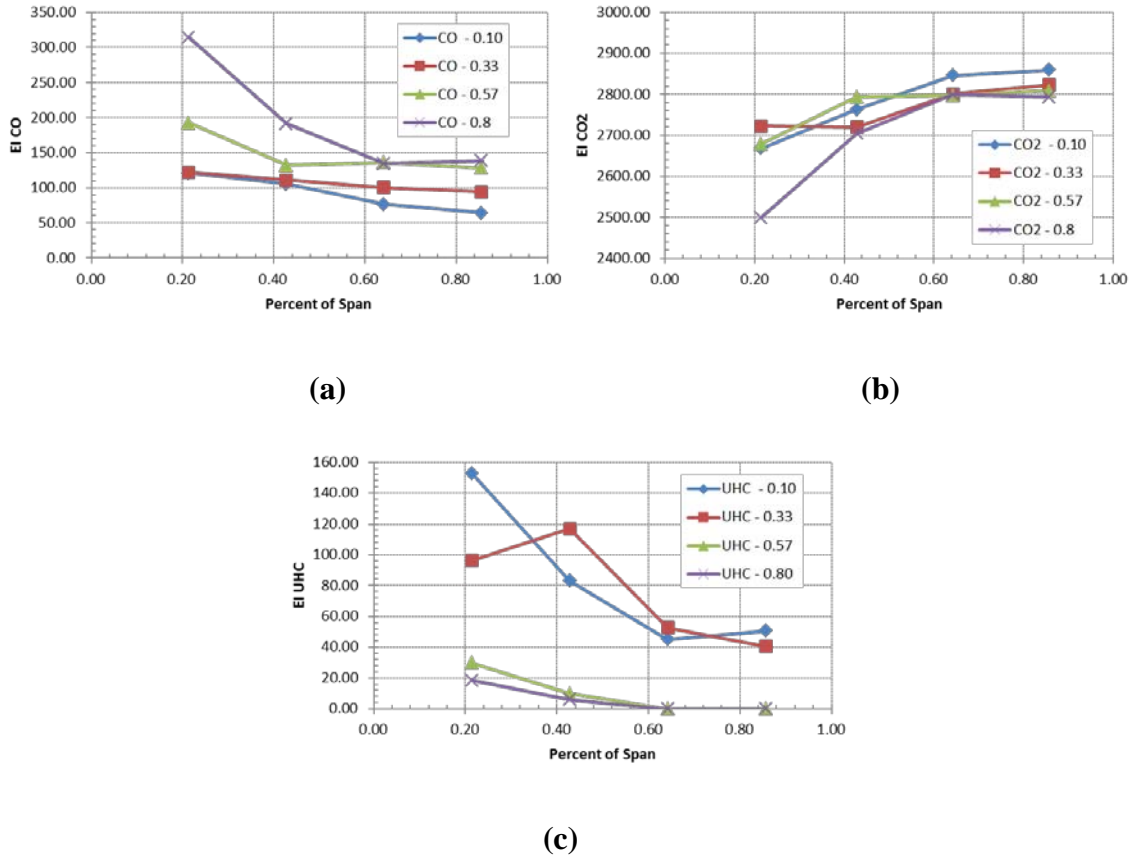 350.00
300.00
250.00
200.00
150.00
100.00
50.00
0.00
EI CO
0.00 0.20 0.40 0.60 0.80 1.00
Percent of Span
CO - 0.10
CO - 0.33
CO - 0.57
CO - 0.8
(a)
3000.00
2900.00
2800.00
2700.00
2600.00
2500.00
2400.00
EI CO2
0.00 0.20 0.40 0.60 0.80 1.00
Percent of Span
CO2 - 0.10
CO2 - 0.33
CO2 - 0.57
CO2 - 0.8
(b)
160.00
140.00
120.00
100.00
80.00
60.00
40.00
20.00
0.00
EI UHC
0.00 0.20 0.40 0.60 0.80 1.00
Percent of Span
UHC - 0.10
UHC - 0.33
UHC - 0.57
UHC - 0.80
(c)